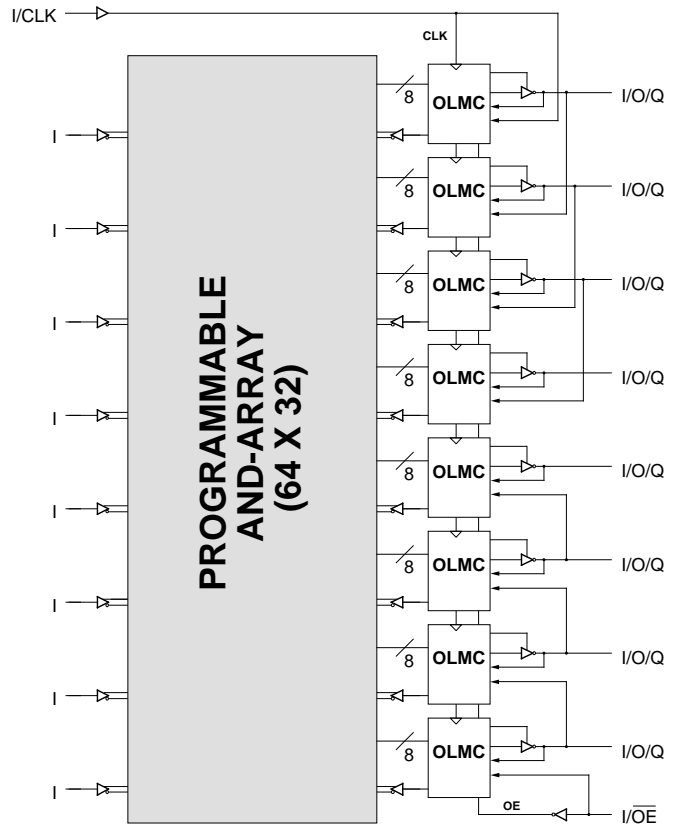 I/CLK
CLK
8
OLMC
I/O/Q
I
8
OLMC
I/O/Q
I
8
OLMC
I/O/Q
I
8
OLMC
I/O/Q
I
8
OLMC
I/O/Q
I
8
OLMC
I/O/Q
I
8
OLMC
I/O/Q
I
8
OLMC
I/O/Q
I
PROGRAMMABLE
AND-ARRAY
(64 X 32)
OE
I/O̅E̅